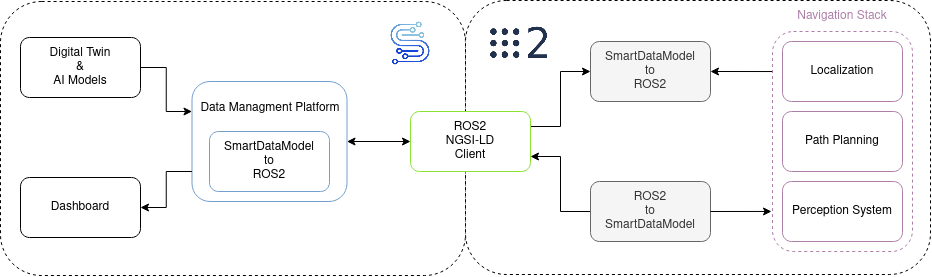 Navigation Stack
2
Digital Twin
&
AI Models
Data Managment Platform
SmartDataModel
to
ROS2
Dashboard
ROS2
NGSI-LD
Client
SmartDataModel
to
ROS2
ROS2
to
SmartDataModel
Localization
Path Planning
Perception System